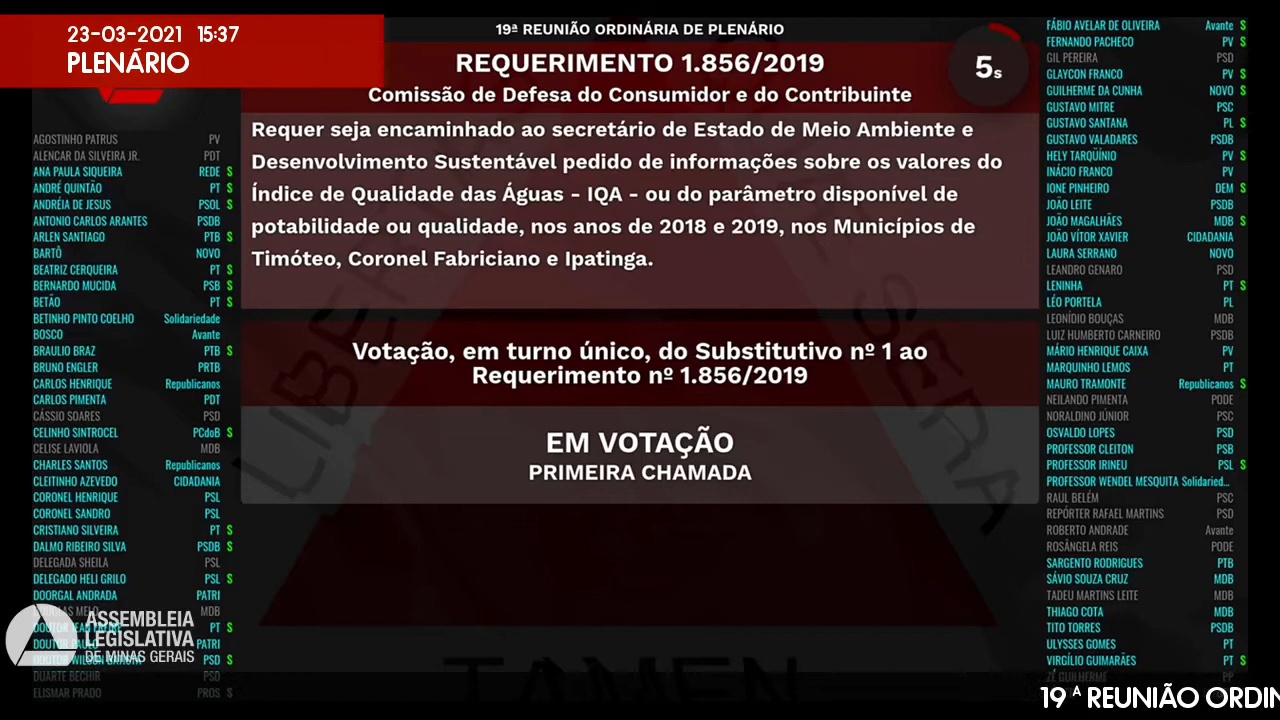 23-03-2021 15:37
PLENÁRIO
19ª REUNIÃO ORDINÁRIA DE PLENÁRIO
REQUERIMENTO 1.856/2019
Comissão de Defesa do Consumidor e do Contribuinte
5s
Requer seja encaminhado ao secretário de Estado de Meio Ambiente e
Desenvolvimento Sustentável pedido de informações sobre os valores do
Índice de Qualidade das Águas - IQA - ou do parâmetro disponível de
potabilidade ou qualidade, nos anos de 2018 e 2019, nos Municípios de
Timóteo, Coronel Fabriciano e Ipatinga.
Votação, em turno único, do Substitutivo nº 1 ao
Requerimento nº 1.856/2019
EM VOTAÇÃO
PRIMEIRA CHAMADA
AGOSTINHO PATRUS PV
ALENCAR DA SILVEIRA JR. PDT
ANA PAULA SIQUEIRA REDE S
ANDRÉ QUINTÃO PT S
ANDRÉIA DE JESUS PSOL S
ANTONIO CARLOS ARANTES PSDB
ARLEN SANTIAGO PTB S
BARTÔ NOVO
BEATRIZ CERQUEIRA PT S
BERNARDO MUCIDA PSB S
BETÃO PT S
BETINHO PINTO COELHO Solidariedade
BOSCO Avante
BRAULIO BRAZ PTB S
BRUNO ENGLER PRTB
CARLOS HENRIQUE Republicanos
CARLOS PIMENTA PDT
CÁSSIO SOARES PSD
CELINHO SINTROCEL PCdoB S
CELISE LAVIOLA MDB
CHARLES SANTOS Republicanos
CLEITINHO AZEVEDO CIDADANIA
CORONEL HENRIQUE PSL
CORONEL SANDRO PSL
CRISTIANO SILVEIRA PT S
DALMO RIBEIRO SILVA PSDB S
DELEGADA SHEILA PSL
DELEGADO HELI GRILO PSL S
DOORGAL ANDRADA PATRI
MELO MDB
DOUTOR JEAN FREIRE PT S
DOUTOR PAULO PATRI
DOUTOR WILSON BATISTA PSD S
DUARTE BECHIR PSD
ELISMAR PRADO PROS S
ASSEMBLEIA
LEGISLATIVA
DE MINAS GERAIS
FÁBIO AVELAR DE OLIVEIRA Avante S
FERNANDO PACHECO PV S
GIL PEREIRA PSD
GLAYCON FRANCO PV S
GUILHERME DA CUNHA NOVO S
GUSTAVO MITRE PSC
GUSTAVO SANTANA PL S
GUSTAVO VALADARES PSDB
HELY TARQÜÍNIO PV S
INÁCIO FRANCO PV
IONE PINHEIRO DEM S
JOÃO LEITE PSDB
JOÃO MAGALHÃES MDB S
JOÃO VÍTOR XAVIER CIDADANIA
LAURA SERRANO NOVO
LEANDRO GENARO PSD
LENINHA PT S
LÉO PORTELA PL
LEONÍDIO BOUÇAS MDB
LUIZ HUMBERTO CARNEIRO PSDB
MÁRIO HENRIQUE CAIXA PV
MARQUINHO LEMOS PT
MAURO TRAMONTE Republicanos S
NEILANDO PIMENTA PODE
NORALDINO JÚNIOR PSC
OSVALDO LOPES PSD
PROFESSOR CLEITON PSB
PROFESSOR IRINEU PSL S
PROFESSOR WENDEL MESQUITA Solidaried...
RAUL BELÉM PSC
REPÓRTER RAFAEL MARTINS PSD
ROBERTO ANDRADE Avante
ROSÂNGELA REIS PODE
SARGENTO RODRIGUES PTB
SÁVIO SOUZA CRUZ MDB
TADEU MARTINS LEITE MDB
THIAGO COTA MDB
TITO TORRES PSDB
ULYSSES GOMES PT
VIRGÍLIO GUIMARÃES PT S
ZÉ GUILHERME PP
19 ª REUNIÃO ORDIN
LIBER
SERA
TAMEN